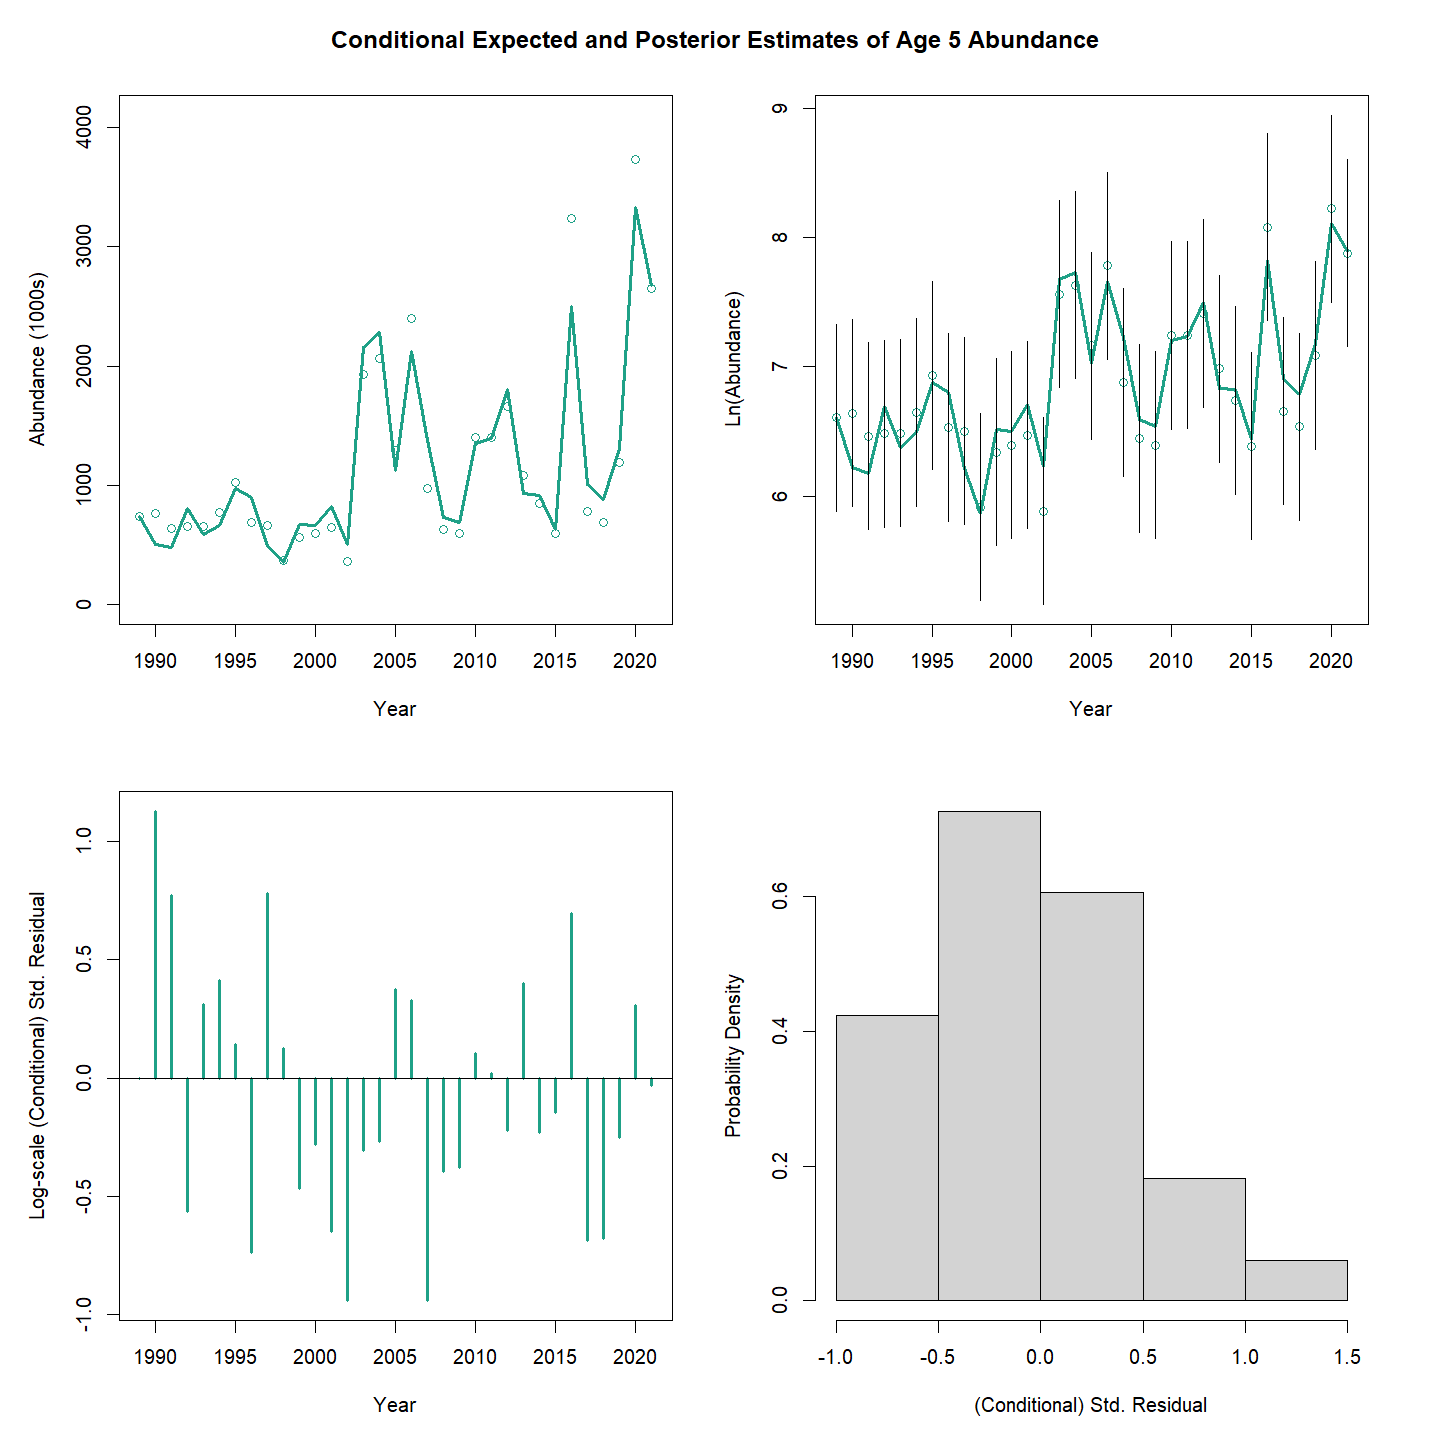 Conditional Expected and Posterior Estimates of Age 5 Abundance
Abundance (1000s)
4000
3000
2000
1000
0
1990 1995 2000 2005 2010 2015 2020
Year
Ln(Abundance)
9
8
7
6
1990 1995 2000 2005 2010 2015 2020
Year
Log-scale (Conditional) Std. Residual
1.0
0.5
0.0
-0.5
-1.0
1990 1995 2000 2005 2010 2015 2020
Year
Probability Density
0.6
0.4
0.2
0.0
-1.0 -0.5 0.0 0.5 1.0 1.5
(Conditional) Std. Residual